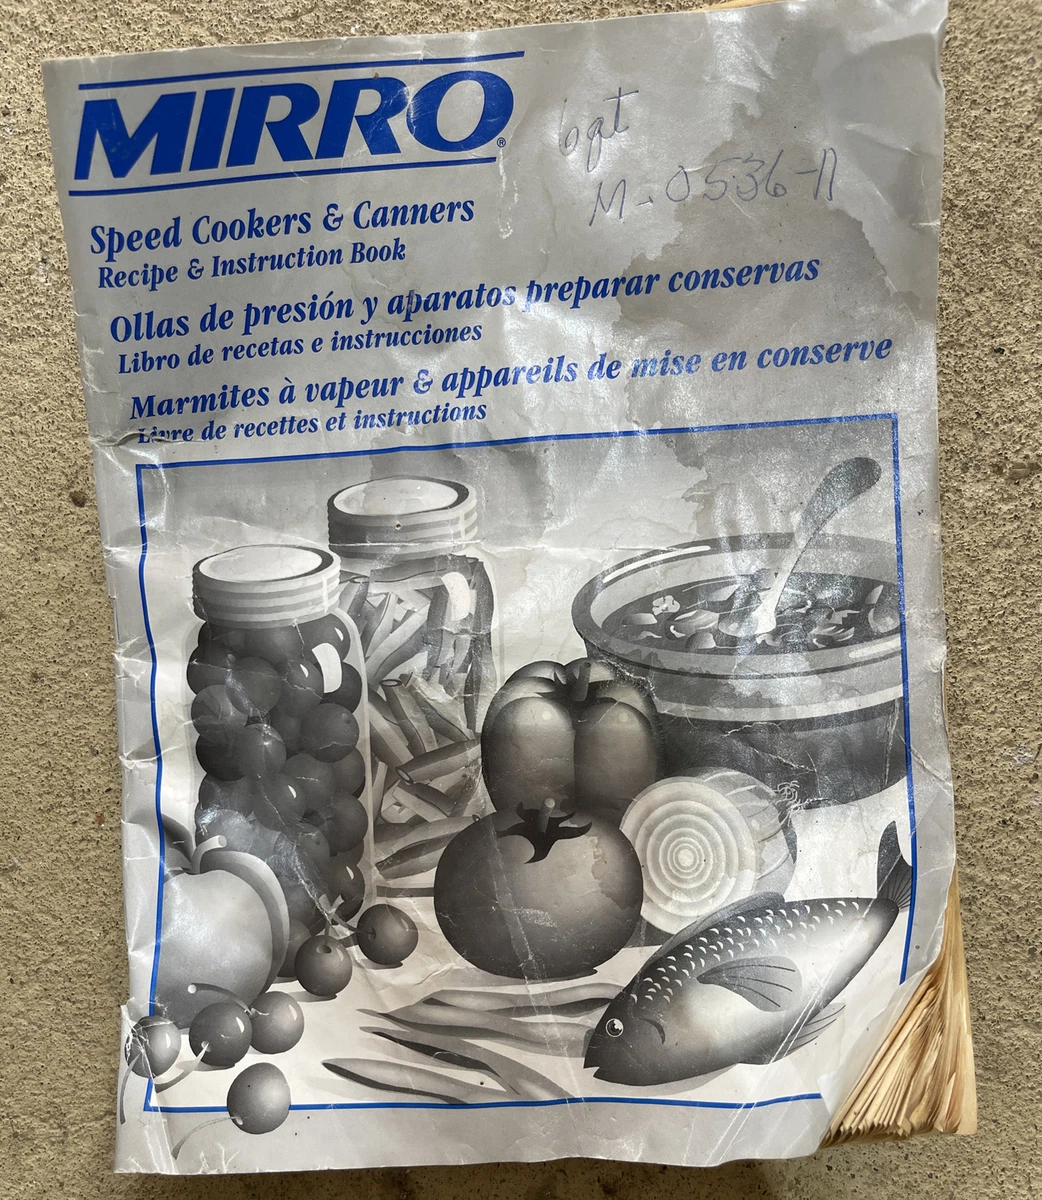 MIRRO®
6qt
M-0536-11
Speed Cookers & Canners
Recipe & Instruction Book
Ollas de presión y aparatos preparar conservas
Libro de recetas e instrucciones
Marmites à vapeur & appareils de mise en conserve
Livre de recettes et instructions